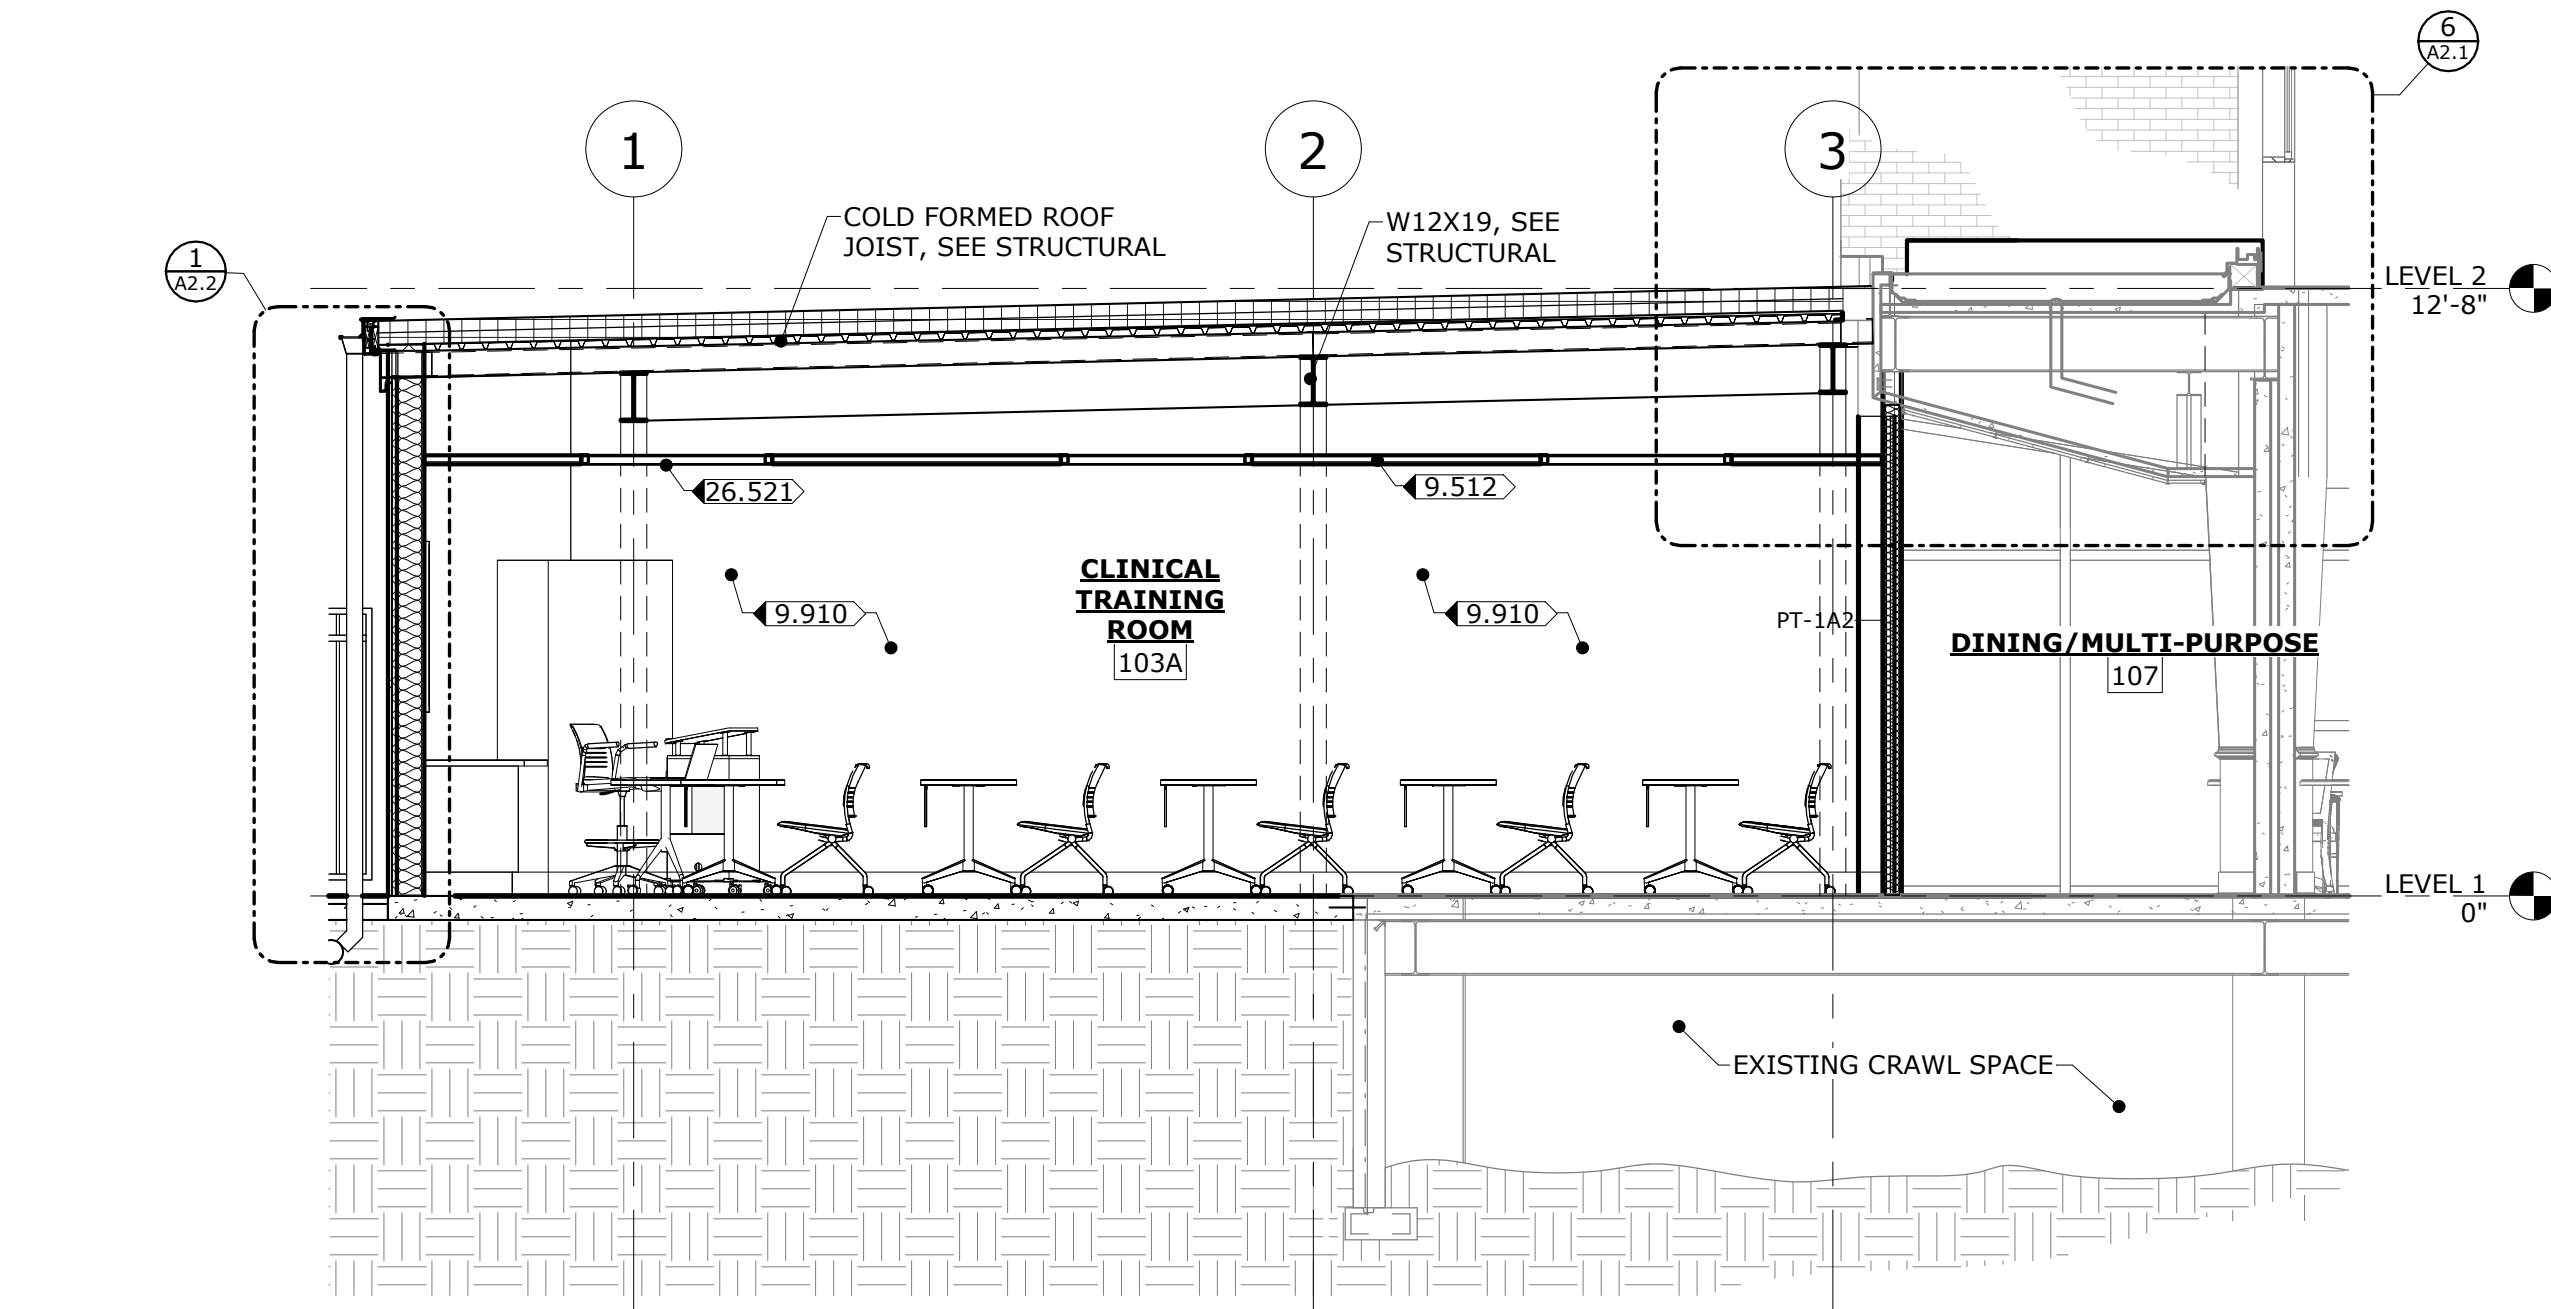 6
A2.1
1
2
3
COLD FORMED ROOF
JOIST, SEE STRUCTURAL
W12X19, SEE
STRUCTURAL
1
A2.2
LEVEL 2
12'-8"
26.521
9.512
CLINICAL
TRAINING
ROOM
103A
9.910
9.910
PT-1A2
DINING/MULTI-PURPOSE
107
LEVEL 1
0"
EXISTING CRAWL SPACE